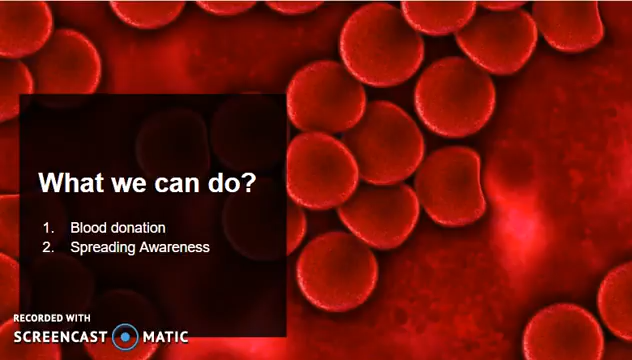 What we can do?
1. Blood donation
2. Spreading Awareness
RECORDED WITH
SCREENCAST MATIC